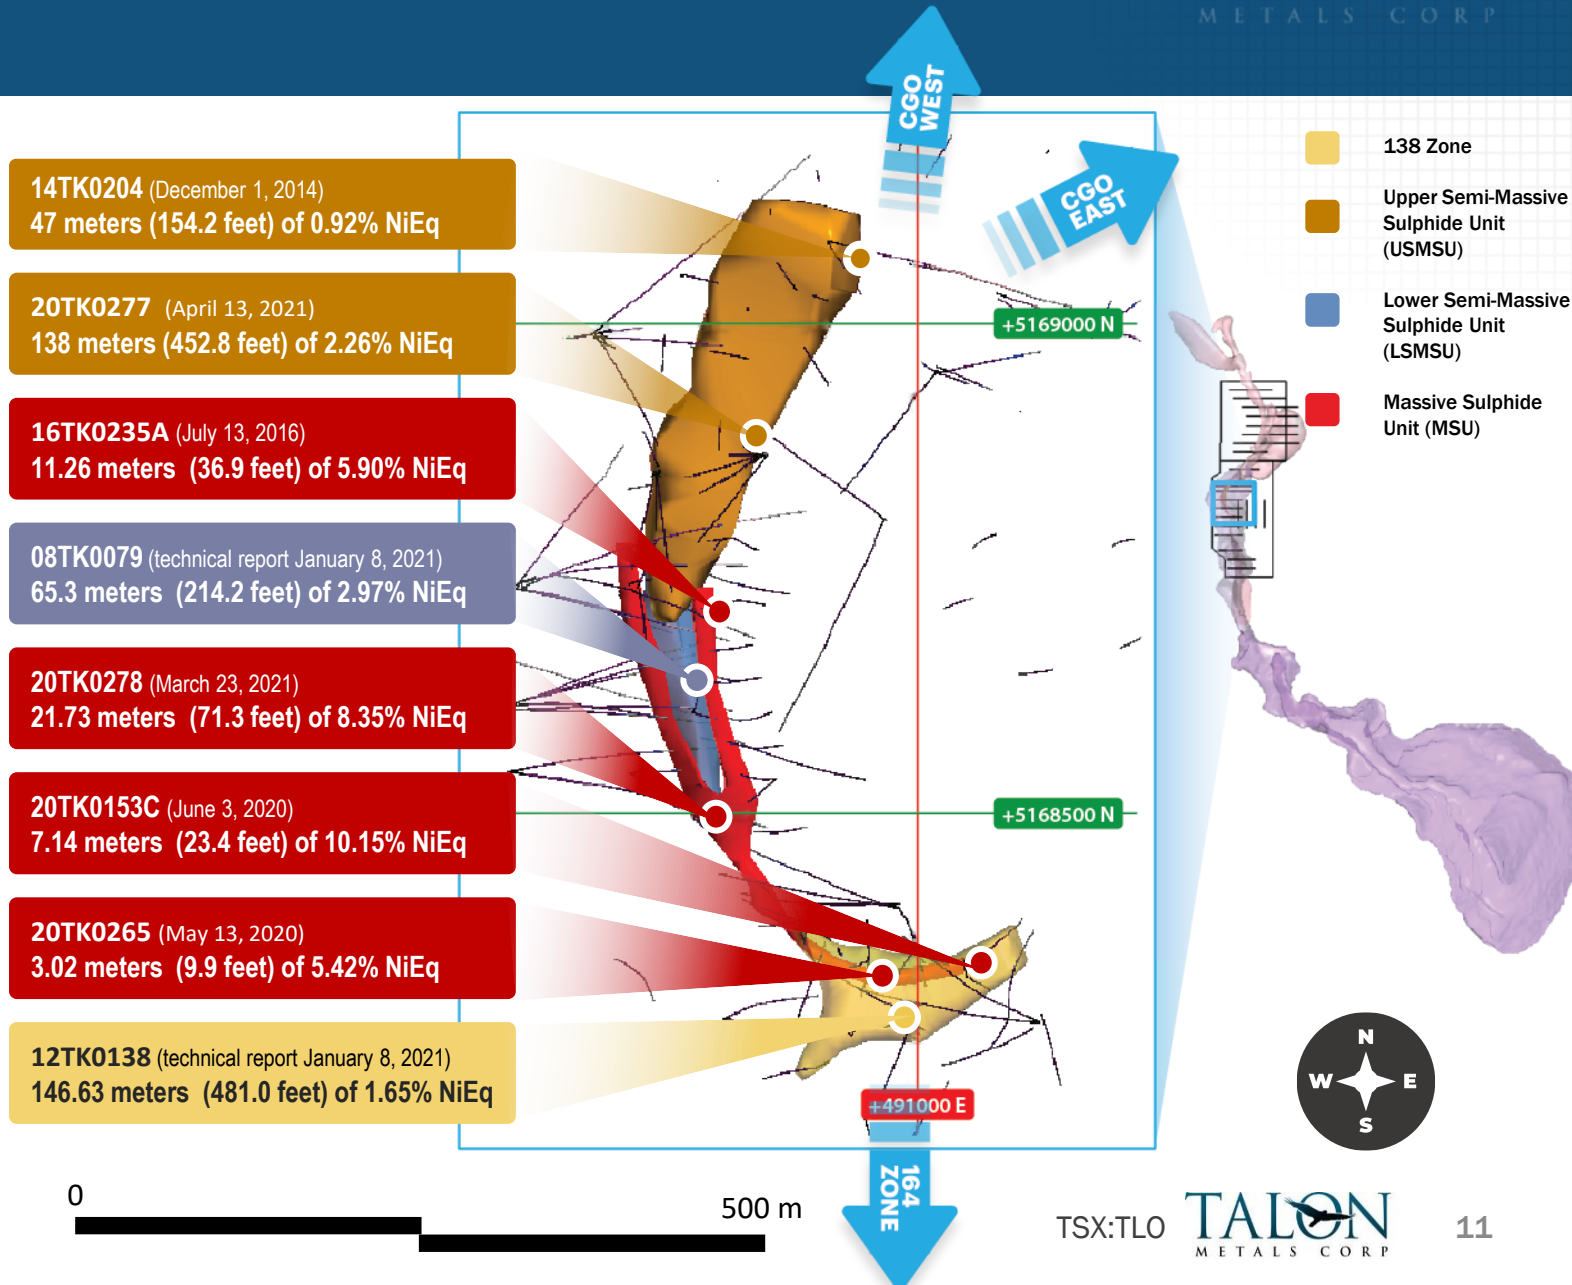 METALS CORP
CGO
WEST
CGO
EAST
14TK0204 (December 1, 2014)
47 meters (154.2 feet) of 0.92% NiEq
20TK0277 (April 13, 2021)
138 meters (452.8 feet) of 2.26% NiEq
16TK0235A (July 13, 2016)
11.26 meters (36.9 feet) of 5.90% NiEq
08TK0079 (technical report January 8, 2021)
65.3 meters (214.2 feet) of 2.97% NiEq
20TK0278 (March 23, 2021)
21.73 meters (71.3 feet) of 8.35% NiEq
20TK0153C (June 3, 2020)
7.14 meters (23.4 feet) of 10.15% NiEq
20TK0265 (May 13, 2020)
3.02 meters (9.9 feet) of 5.42% NiEq
12TK0138 (technical report January 8, 2021)
146.63 meters (481.0 feet) of 1.65% NiEq
+5169000 N
+5168500 N
+491000 E
164
ZONE
138 Zone
Upper Semi-Massive
Sulphide Unit
(USMSU)
Lower Semi-Massive
Sulphide Unit
(LSMSU)
Massive Sulphide
Unit (MSU)
N
W E
S
0
500 m
TSX:TLO
TALON
METALS CORP
11